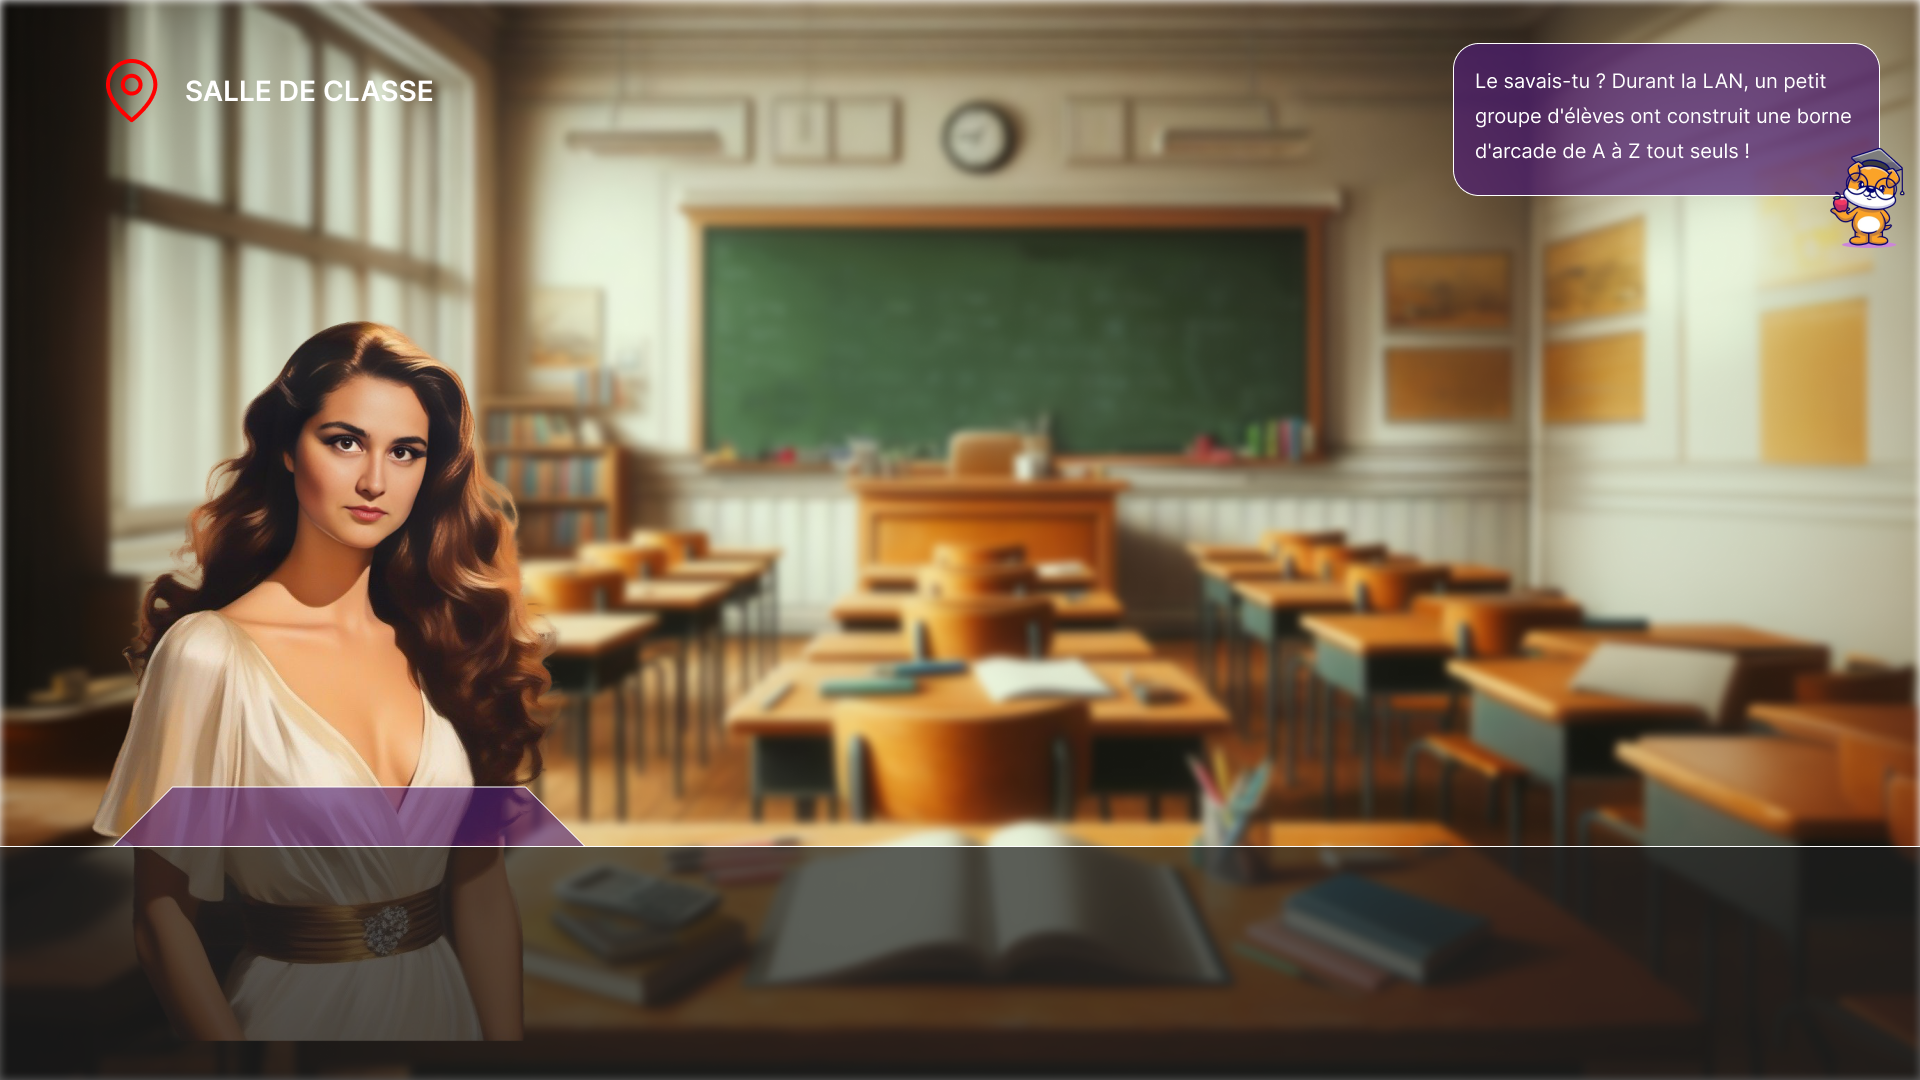 SALLE DE CLASSE
Le savais-tu ? Durant la LAN, un petit
groupe d'élèves ont construit une borne
d'arcade de A à Z tout seuls !